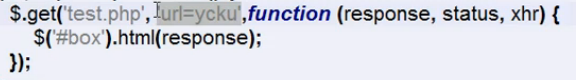 $.get('test.php', 'url=ycku',function (response, status, xhr) {
$('#box').html(response);
});